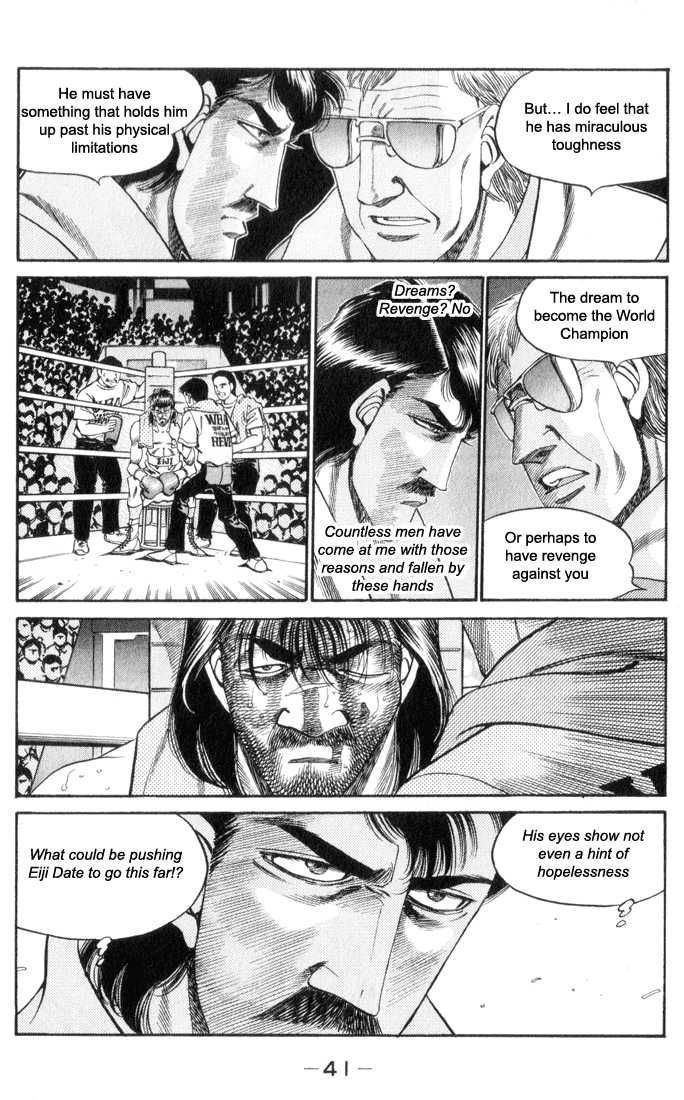 But... I do feel that
he has miraculous
toughness
He must have
something that holds him
up past his physical
limitations
The dream to
become the World
Champion
Or perhaps to
have revenge
against you
Dreams?
Revenge? No
Countless men have
come at me with those
reasons and fallen by
these hands
WBA
REVE
EIJI
His eyes show not
even a hint of
hopelessness
What could be pushing
Eiji Date to go this far!?
-41-